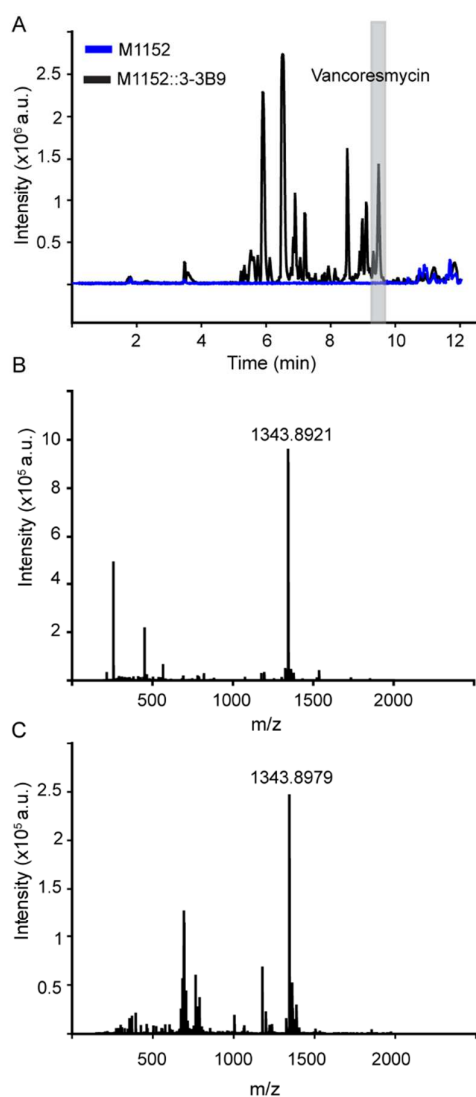 A
M1152
M1152::3-3B9
Vancoresmycin
Intensity (x10⁶ a.u.)
2.5
2
1.5
1
0.5
2 4 6 8 10 12
Time (min)
B
1343.8921
Intensity (x10⁵ a.u.)
10
8
6
4
2
500 1000 1500 2000
m/z
C
1343.8979
Intensity (x10⁵ a.u.)
2.5
2
1.5
1
0.5
500 1000 1500 2000
m/z